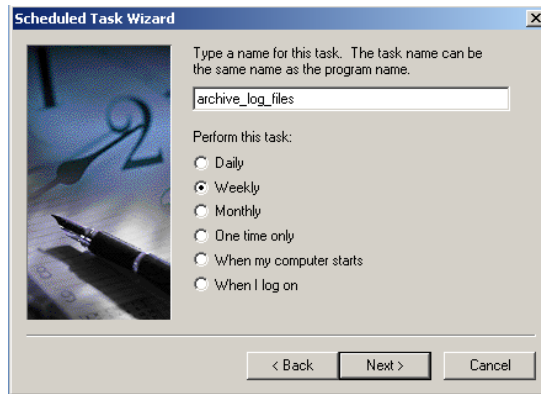 Scheduled Task Wizard
Type a name for this task. The task name can be
the same name as the program name.
archive_log_files
Perform this task:
Daily
Weekly
Monthly
One time only
When my computer starts
When I log on
< Back
Next >
Cancel